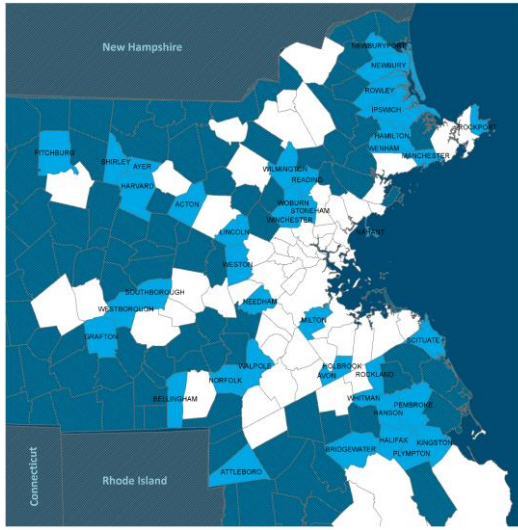 New Hampshire
NEWBURYPORT
NEWBURY
ROWLEY
IPSWICH
ROCKPORT
HAMILTON
WENHAM
MANCHESTER
FITCHBURG
SHIRLEY
AYER
HARVARD
ACTON
WILMINGTON
READING
WOBURN
STONEHAM
WINCHESTER
NAHANT
LINCOLN
WESTON
SOUTHBOROUGH
WESTBOROUGH
NEEDHAM
MILTON
GRAFTON
SCITUATE
WALPOLE
HOLBROOK
AVON
ROCKLAND
NORFOLK
BELLINGHAM
WHITMAN
PEMBROKE
HANSON
HALIFAX
KINGSTON
BRIDGEWATER
PLYMPTON
ATTLEBORO
Connecticut
Rhode Island